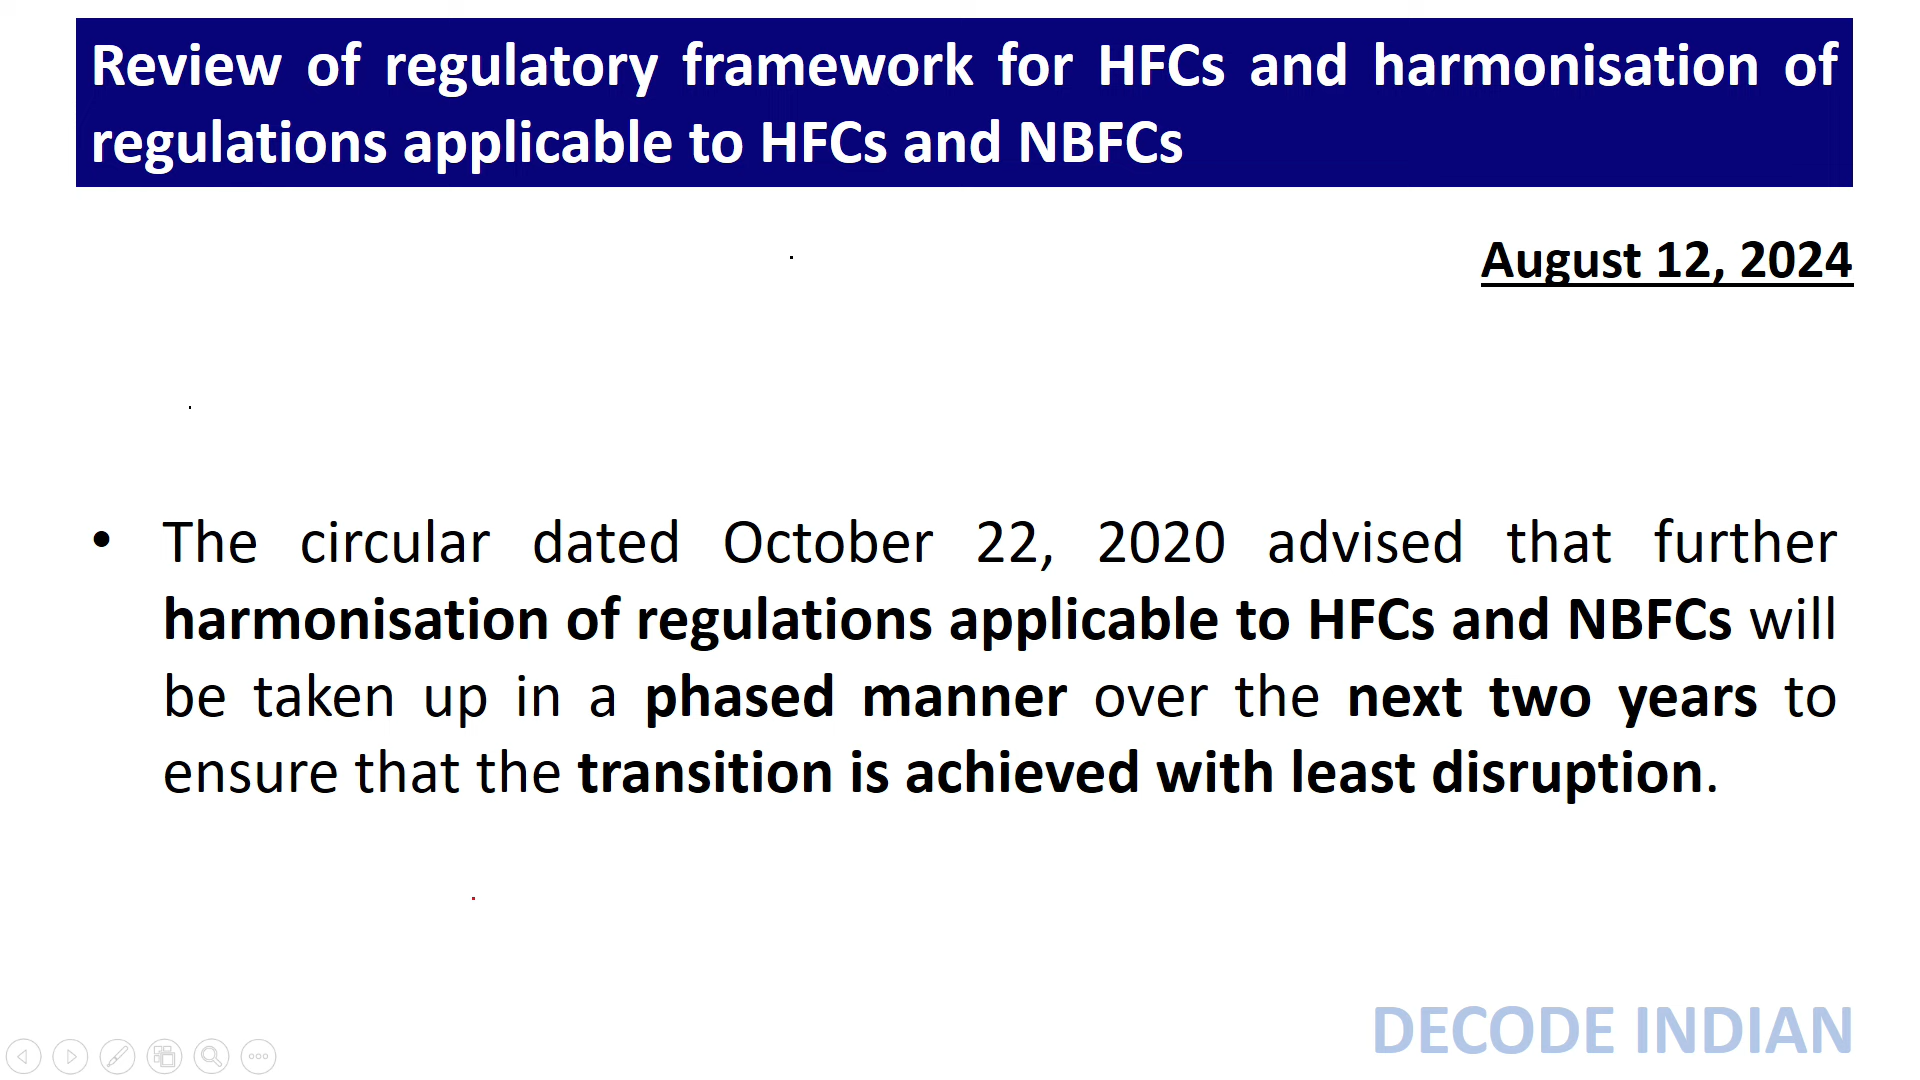 Review of regulatory framework for HFCs and harmonisation of
regulations applicable to HFCs and NBFCs
August 12, 2024
• The circular dated October 22, 2020 advised that further
harmonisation of regulations applicable to HFCs and NBFCs will
be taken up in a phased manner over the next two years to
ensure that the transition is achieved with least disruption.
DECODE INDIAN